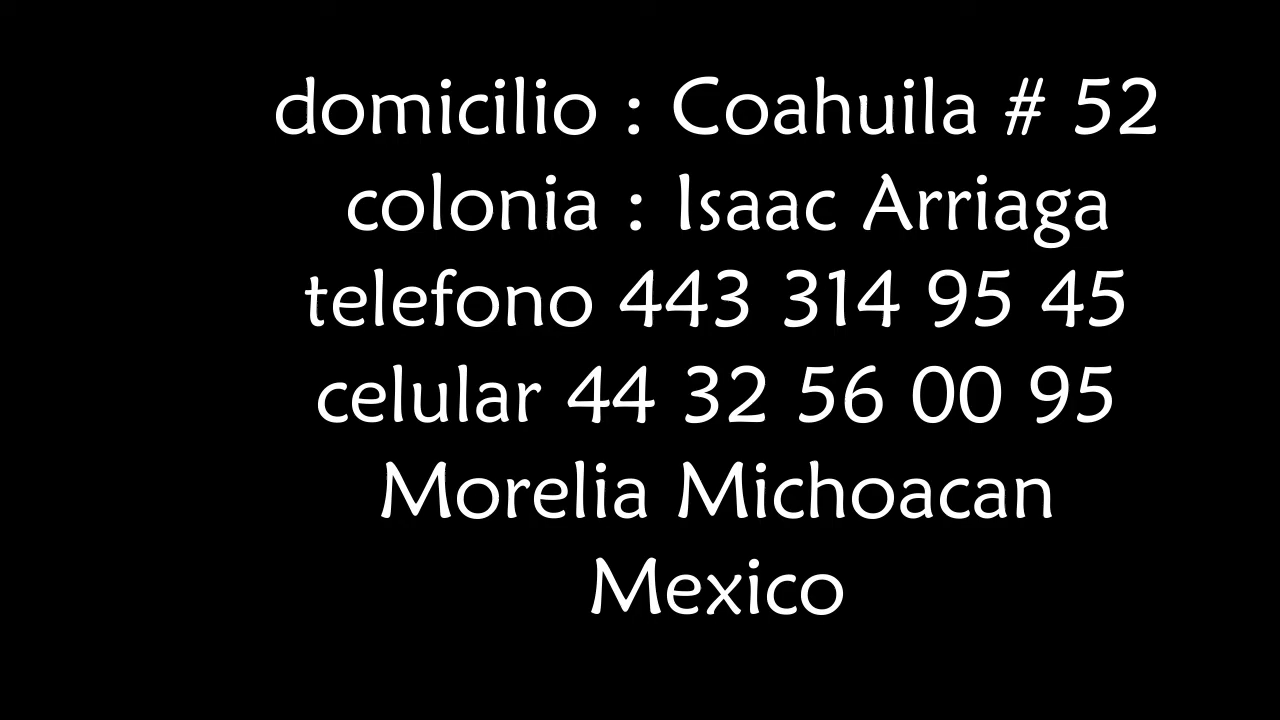 domicilio : Coahuila # 52
colonia : Isaac Arriaga
telefono 443 314 95 45
celular 44 32 56 00 95
Morelia Michoacan
Mexico